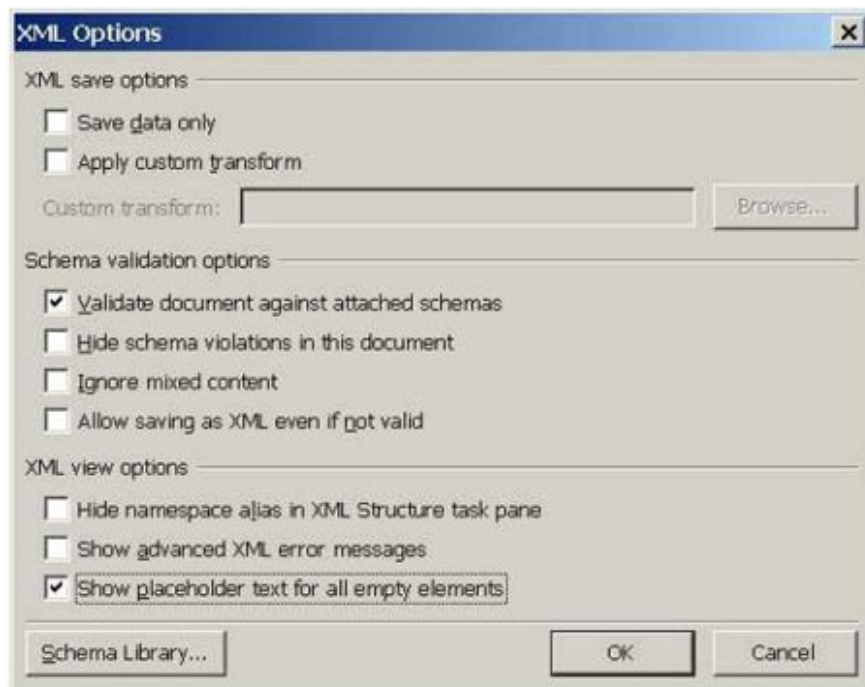 XML Options
XML save options
Save data only
Apply custom transform
Custom transform:
Browse...
Schema validation options
Validate document against attached schemas
Hide schema violations in this document
Ignore mixed content
Allow saving as XML even if not valid
XML view options
Hide namespace alias in XML Structure task pane
Show advanced XML error messages
Show placeholder text for all empty elements
Schema Library...
OK
Cancel